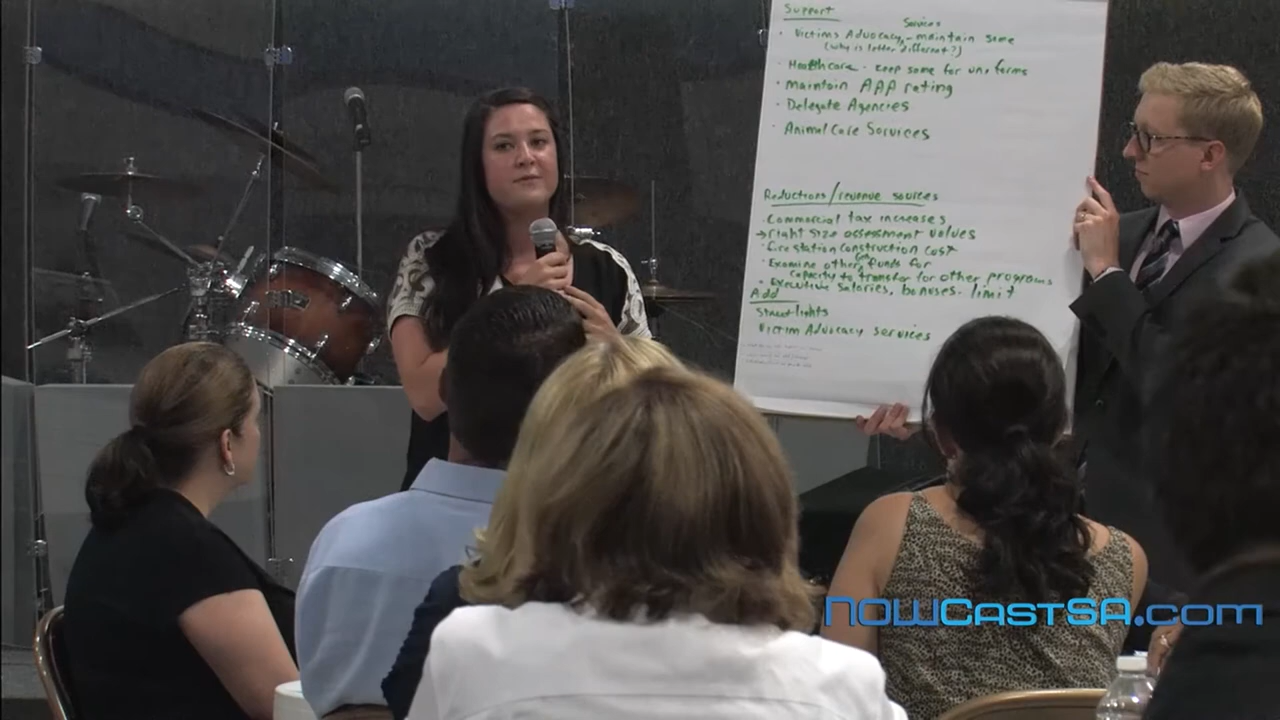 Support
Services
· Victims Advocacy, - maintain same
(why is letter different?)
· Healthcare - keep same for uniforms
· Maintain AAA rating
· Delegate Agencies
· Animal Care Services
Reductions/revenue sources
· Commercial tax increases
→ right size assessment values
· fire station construction cost
· Examine other funds for
capacity to transfer for other programs
· Executive salaries, bonuses - limit
Add
Streetlights
Victim Advocacy services
NOWCastSA.com